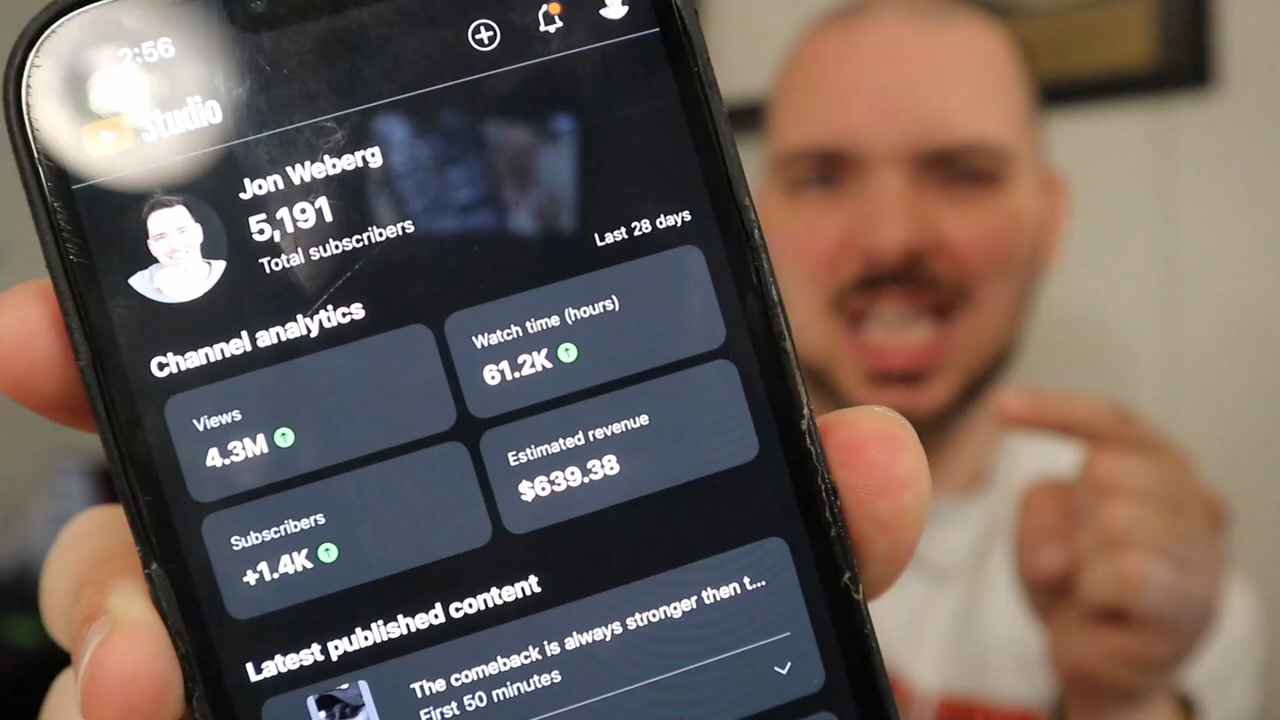 2:56
Studio
Jon Weberg
5,191
Total subscribers
Last 28 days
Channel analytics
Views
4.3M
Watch time (hours)
61.2K
Subscribers
+1.4K
Estimated revenue
$639.38
Latest published content
The comeback is always stronger then t...
First 50 minutes